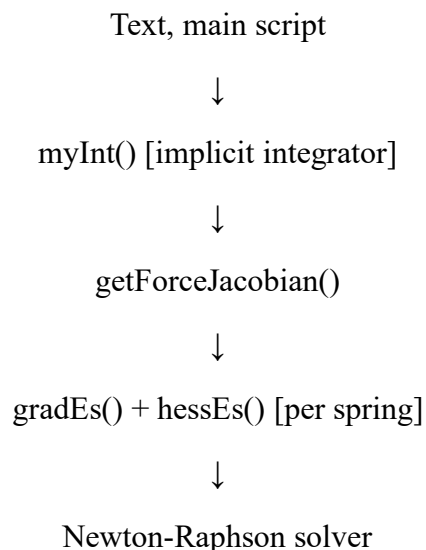 Text, main script
↓
myInt() [implicit integrator]
↓
getForceJacobian()
↓
gradEs() + hessEs() [per spring]
↓
Newton-Raphson solver